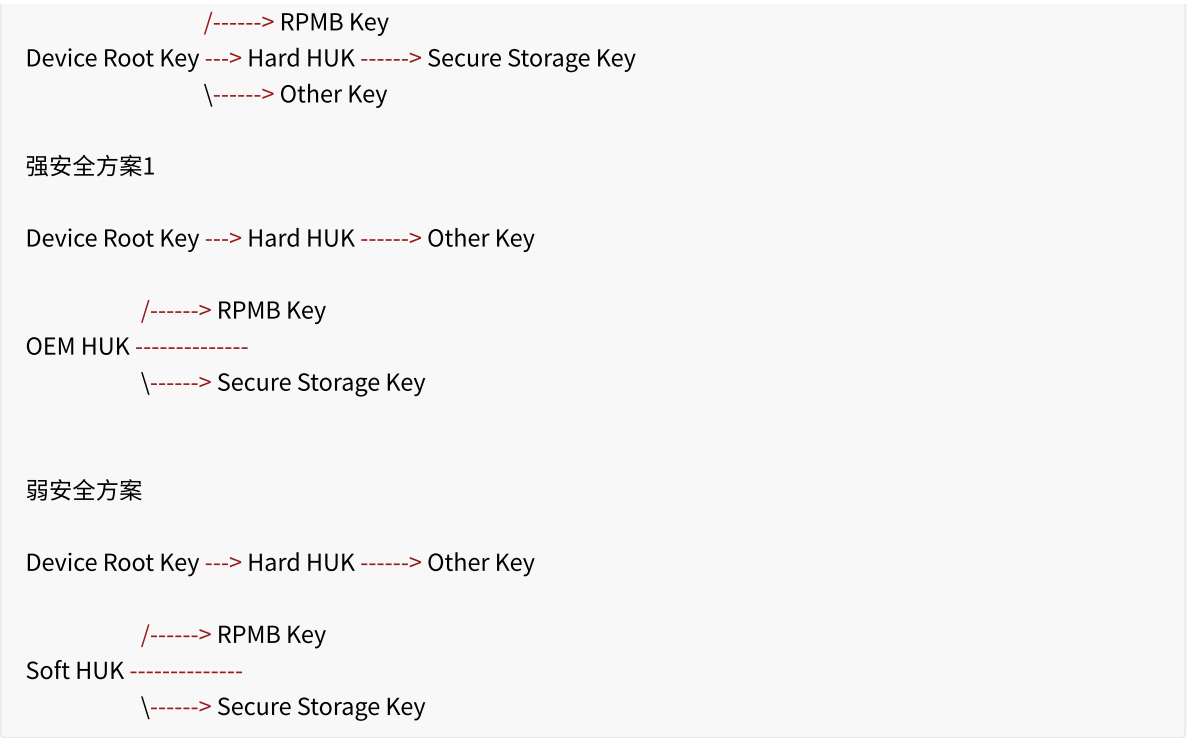 /------> RPMB Key
Device Root Key ---> Hard HUK ------> Secure Storage Key
\------> Other Key
强安全方案1
Device Root Key ---> Hard HUK ------> Other Key
/------> RPMB Key
OEM HUK --------------
\------> Secure Storage Key
弱安全方案
Device Root Key ---> Hard HUK ------> Other Key
/------> RPMB Key
Soft HUK --------------
\------> Secure Storage Key